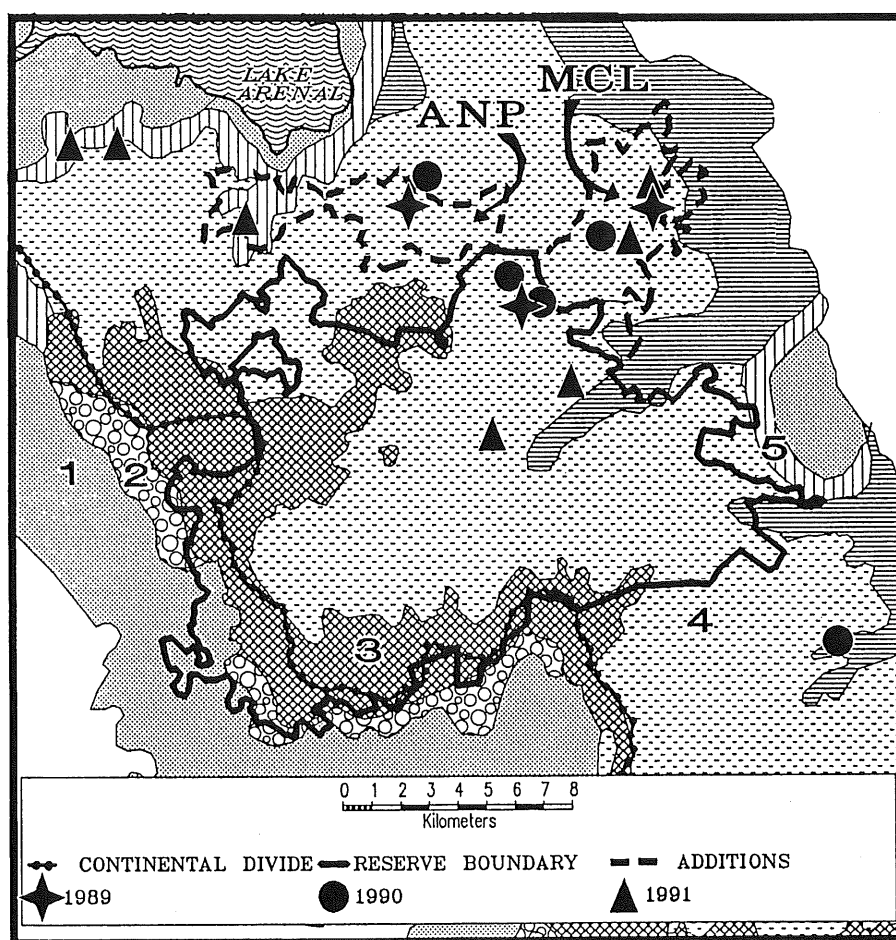 LAKE
ARENAL
MCL
ANP
1
2
5
3
4
0 1 2 3 4 5 6 7 8
Kilometers
CONTINENTAL DIVIDE
RESERVE BOUNDARY
ADDITIONS
1989
1990
1991